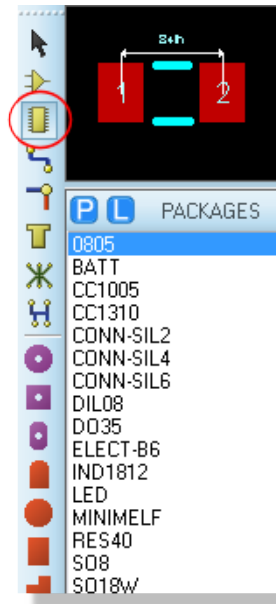 84th
1 2
P L PACKAGES
0805
BATT
CC1005
CC1310
CONN-SIL2
CONN-SIL4
CONN-SIL6
DIL08
DO35
ELECT-B6
IND1812
LED
MINIMELF
RES40
SO8
SO18W